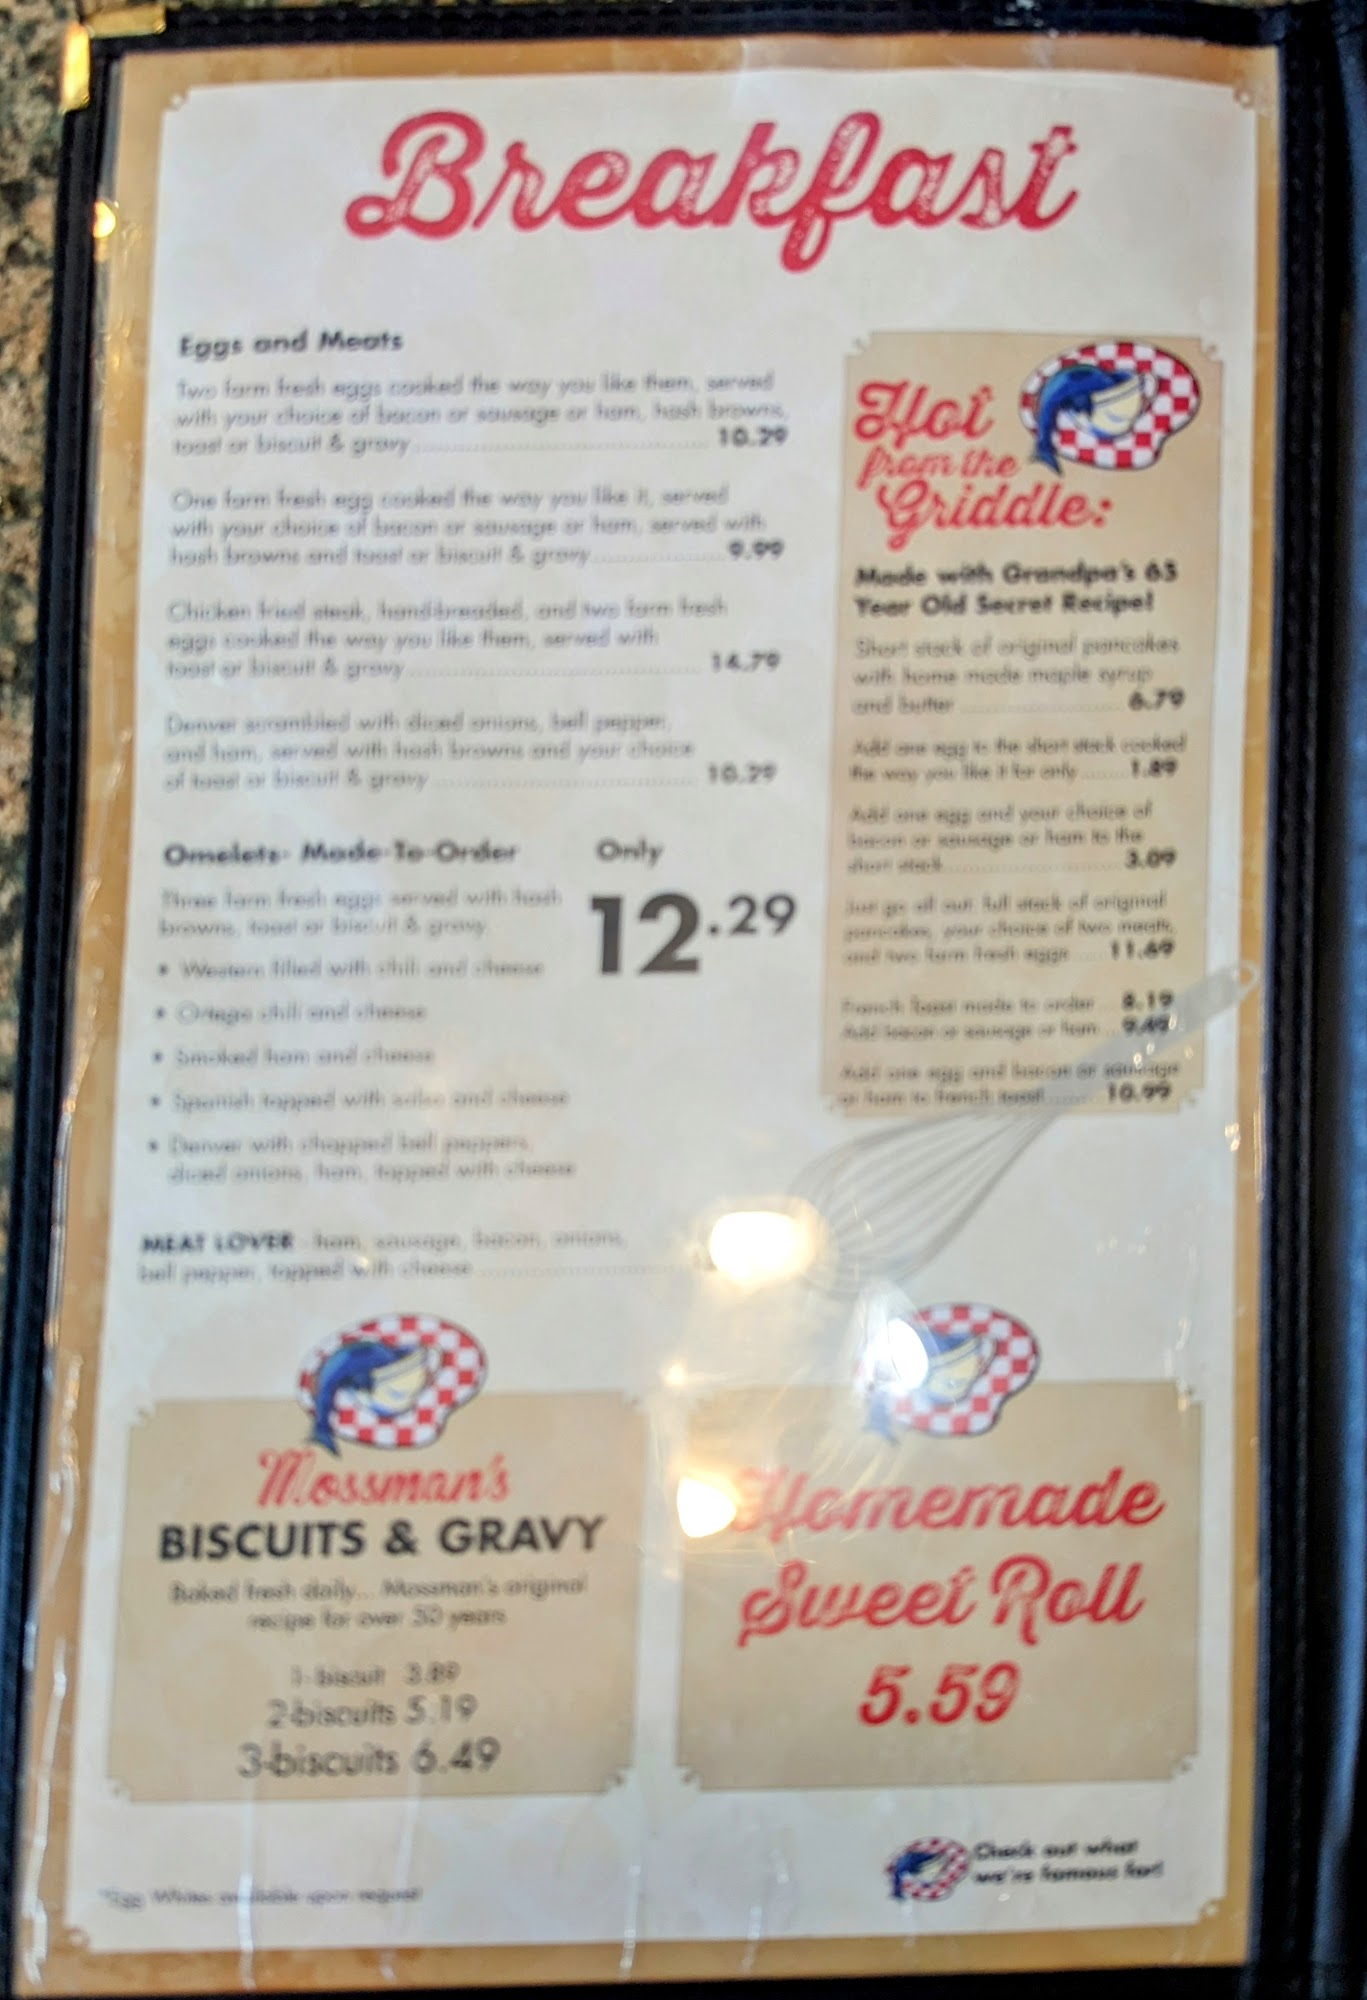 Breakfast
Eggs and Meats
Two farm fresh eggs cooked the way you like them, served
with your choice of bacon or sausage or ham, hash browns,
toast or biscuit & gravy 10.29
One farm fresh egg cooked the way you like it, served
with your choice of bacon or sausage or ham, served with
hash browns and toast or biscuit & gravy 9.99
Chicken fried steak, handbreaded, and two farm fresh
eggs cooked the way you like them, served with
toast or biscuit & gravy 14.79
Denver scrambled with diced onions, bell pepper,
and ham, served with hash browns and your choice
of toast or biscuit & gravy 10.29
Omelets- Made-To-Order Only
Three farm fresh eggs served with hash
browns, toast or biscuit & gravy.
12.29
• Western filled with chili and cheese
• Ortega chili and cheese
• Smoked ham and cheese
• Spanish topped with salsa and cheese
• Denver with chopped bell peppers,
diced onions, ham, topped with cheese
MEAT LOVER - ham, sausage, bacon, onions,
bell pepper, topped with cheese
Hot
from the
Griddle:
Made with Grandpa's 63
Year Old Secret Recipe!
Short stack of original pancakes
with home made maple syrup
and butter 6.79
Add one egg to the short stack cooked
the way you like it for only 1.89
Add one egg and your choice of
bacon or sausage or ham to the
short stack 3.09
Just go all out: full stack of original
pancakes, your choice of two meats,
and two farm fresh eggs 11.69
French Toast made to order 8.19
Add bacon or sausage or ham 9.49
Add one egg and bacon or sausage
or ham to french toast 10.99
Mossman's
BISCUITS & GRAVY
Baked fresh daily... Mossman's original
recipe for over 30 years
1- biscuit 3.89
2-biscuits 5.19
3-biscuits 6.49
Homemade
Sweet Roll
5.59
*Egg Whites available upon request
Check out what
we're famous for!